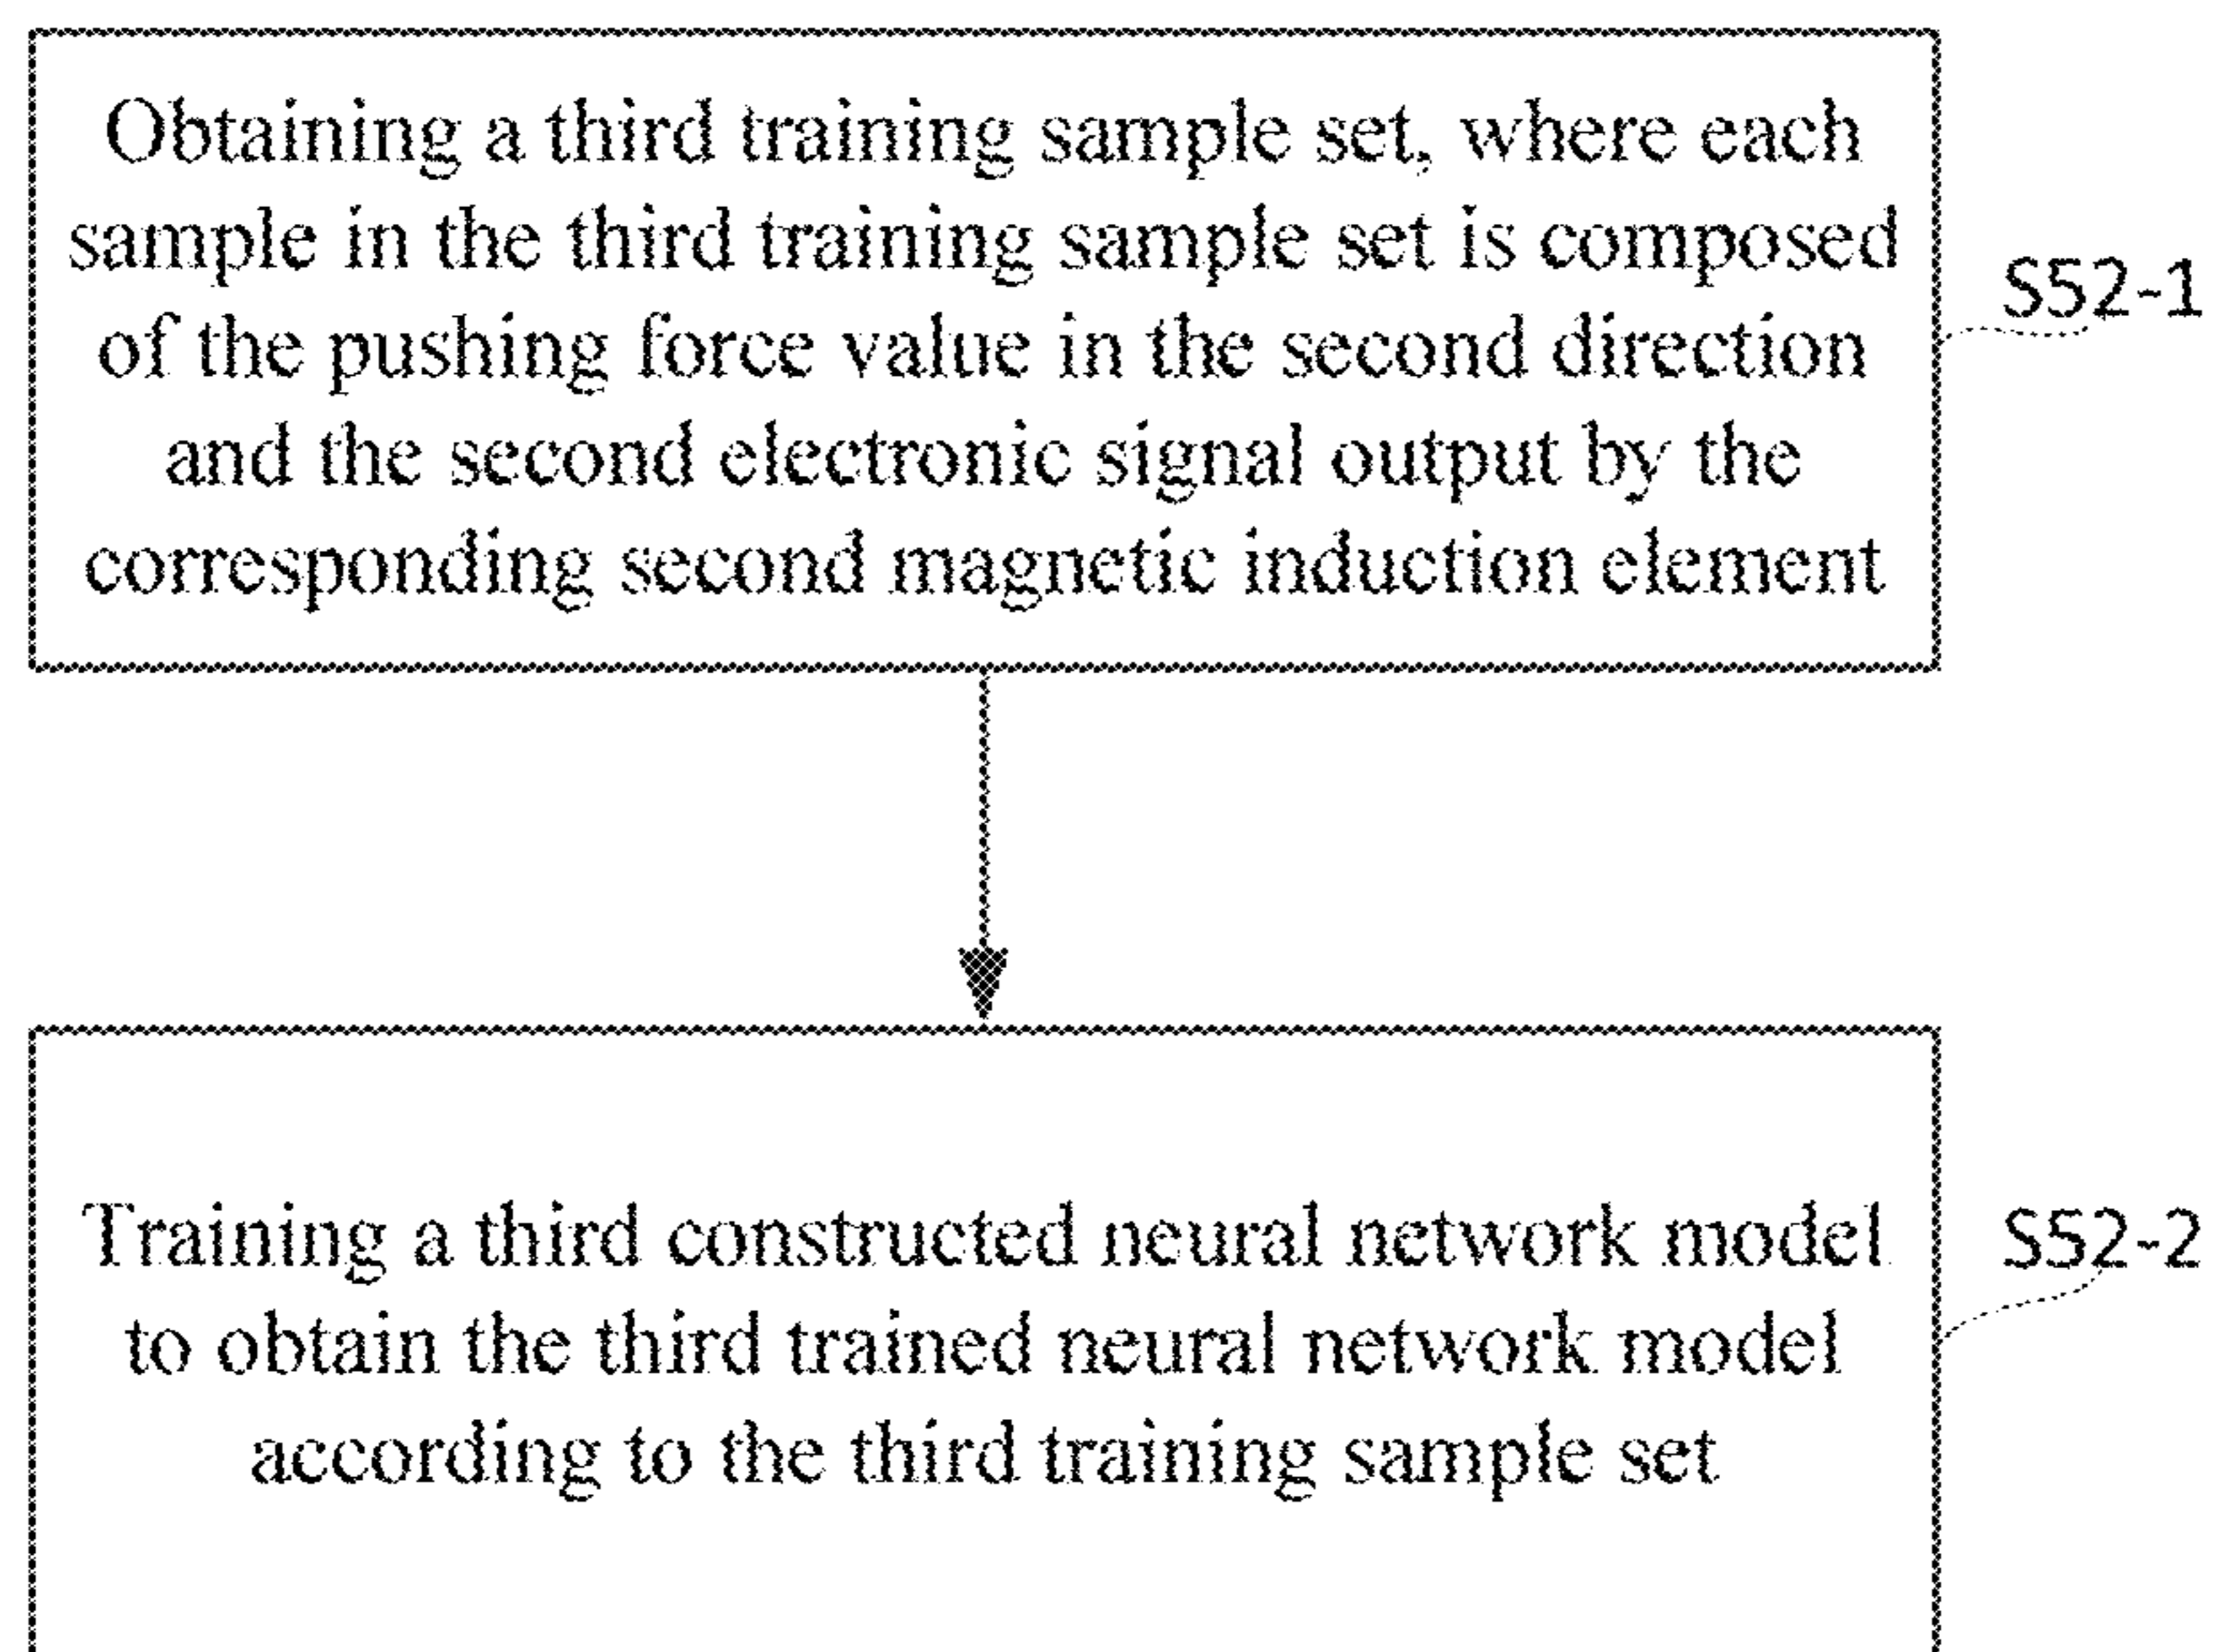 Obtaining a third training sample set, where each
sample in the third training sample set is composed
of the pushing force value in the second direction
and the second electronic signal output by the
corresponding second magnetic induction element
S52-1
Training a third constructed neural network model
to obtain the third trained neural network model
according to the third training sample set
S52-2